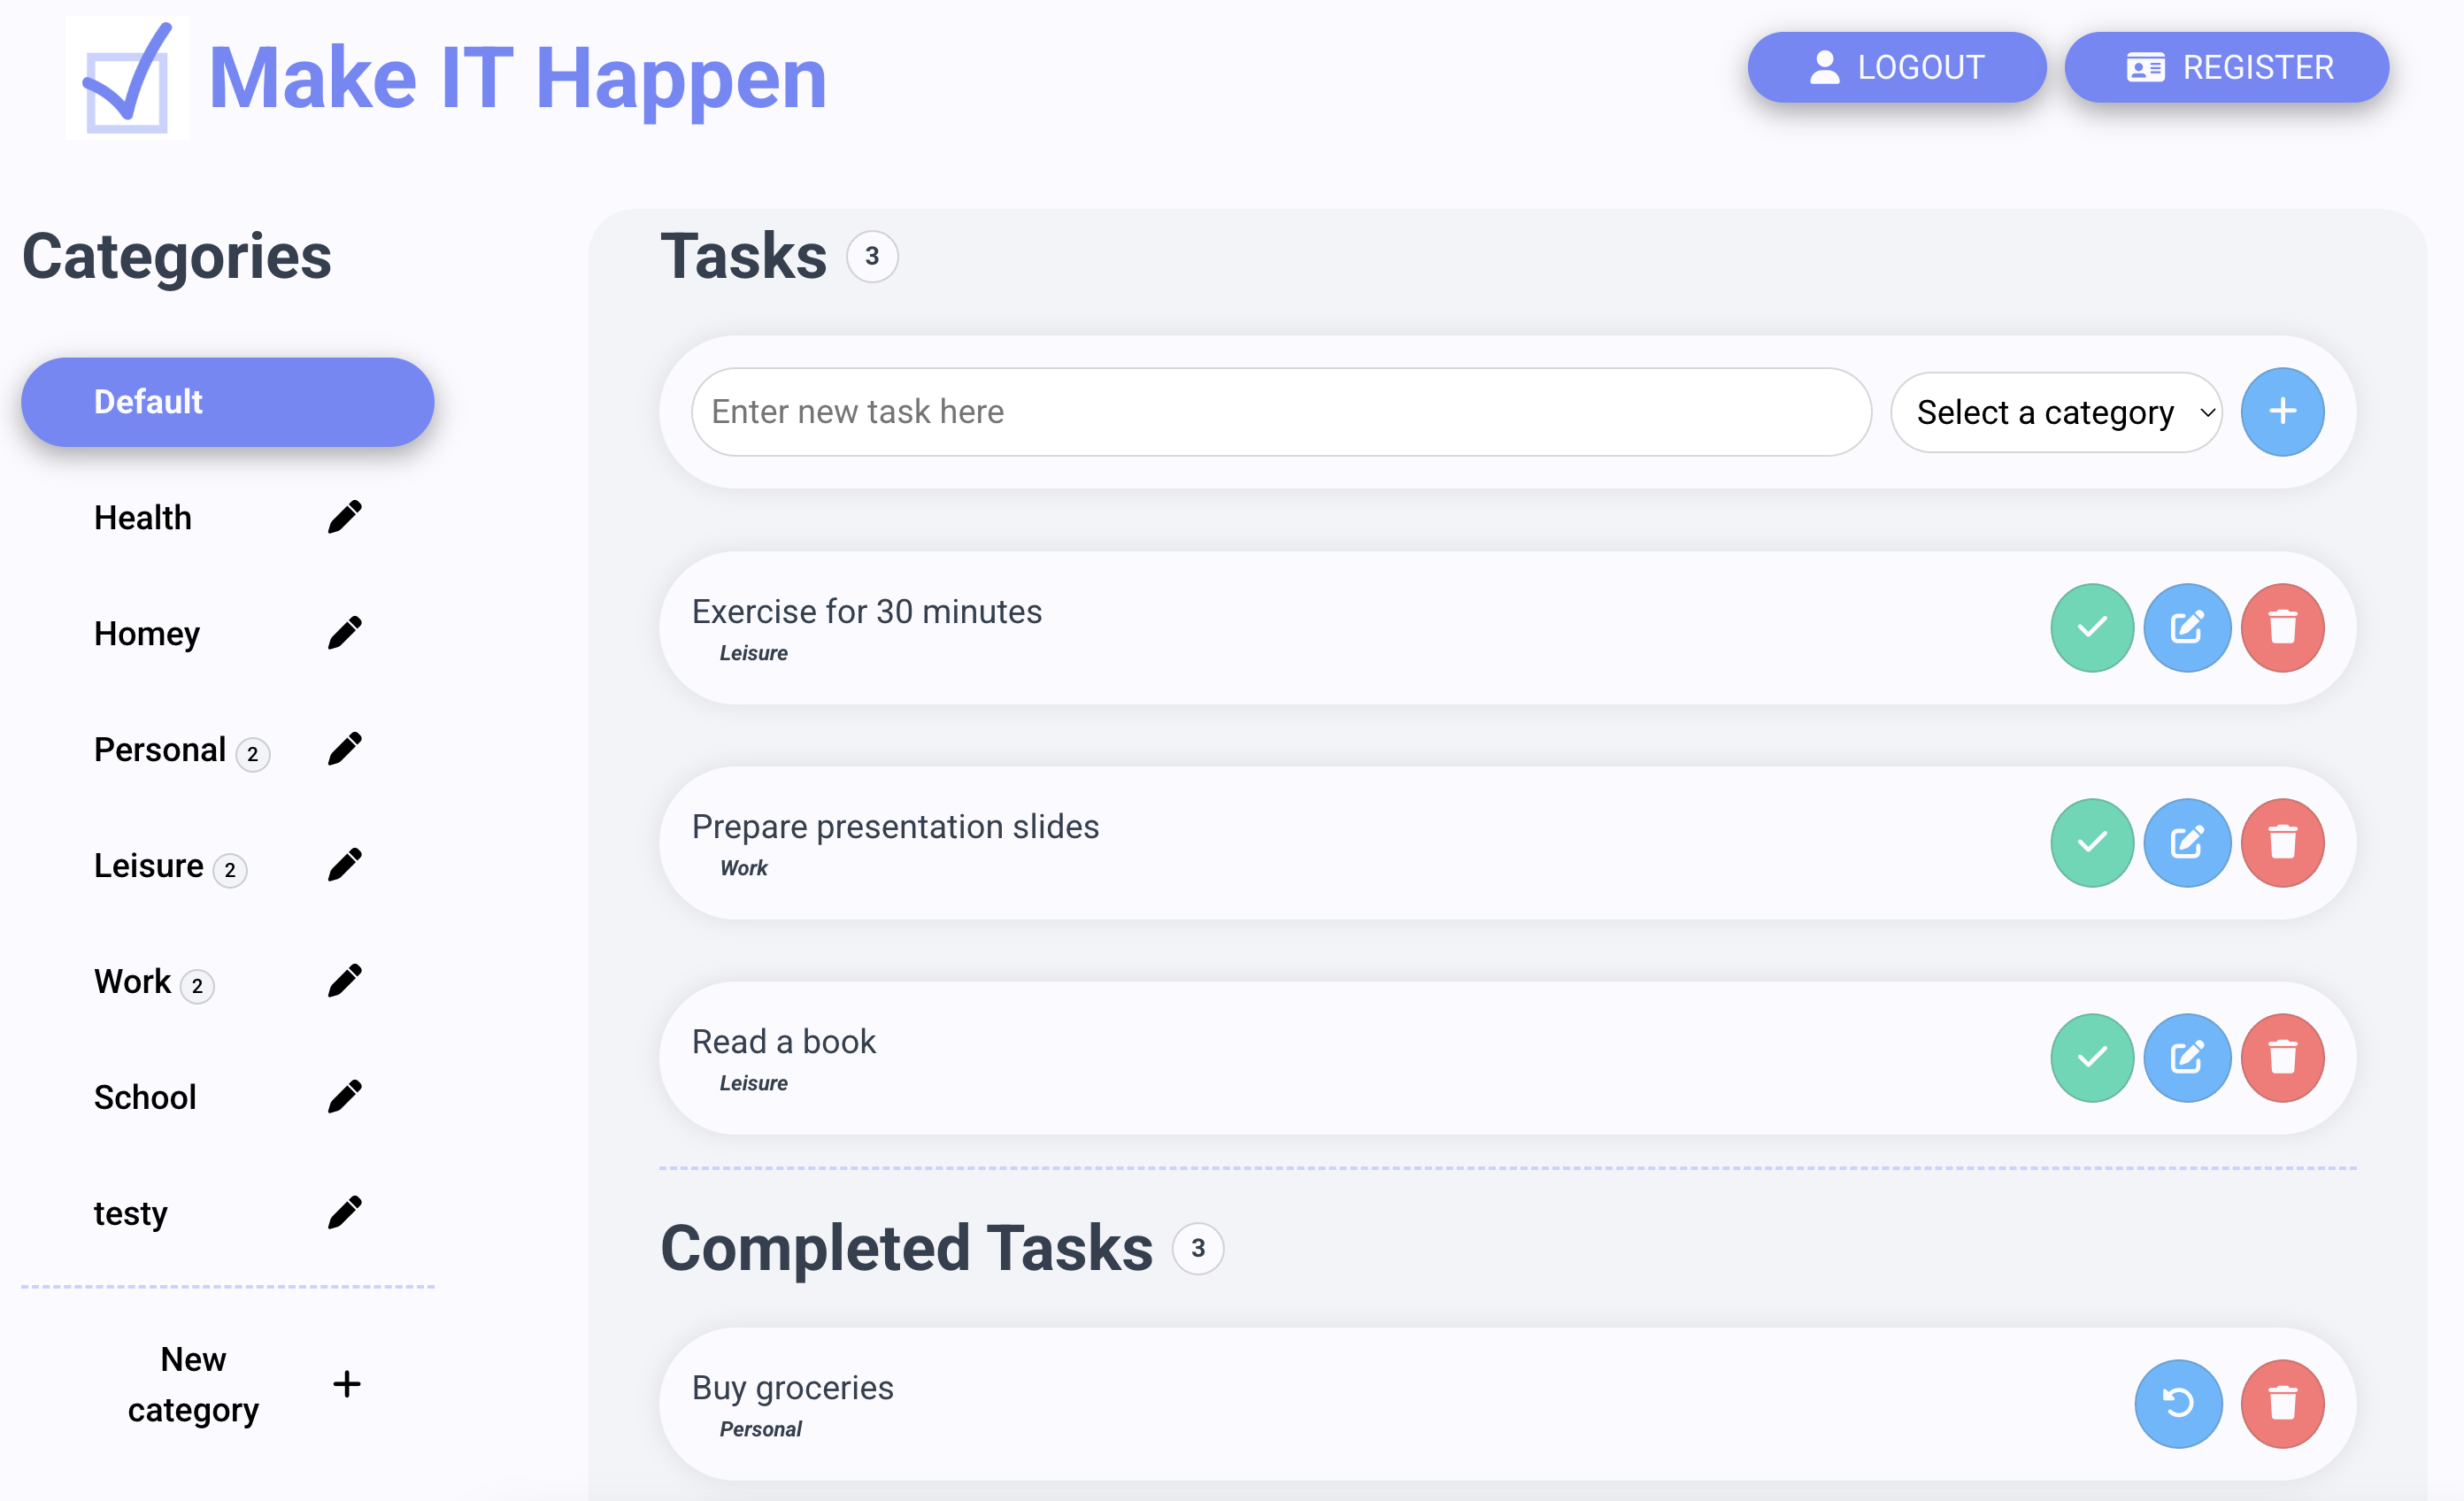 Make IT Happen
LOGOUT
REGISTER
Categories
Default
Health
Homey
Personal 2
Leisure 2
Work 2
School
testy
New
category
Tasks 3
Enter new task here
Select a category
Exercise for 30 minutes
Leisure
Prepare presentation slides
Work
Read a book
Leisure
Completed Tasks 3
Buy groceries
Personal